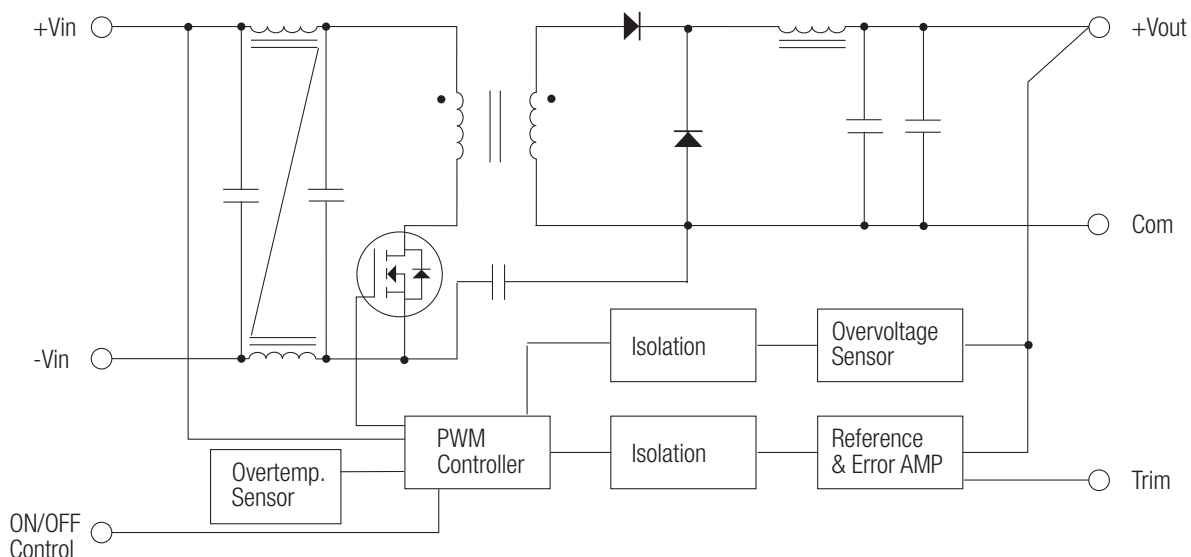 +Vin
+Vout
Com
-Vin
Isolation
Overvoltage
Sensor
PWM
Controller
Isolation
Reference
& Error AMP
Overtemp.
Sensor
Trim
ON/OFF
Control